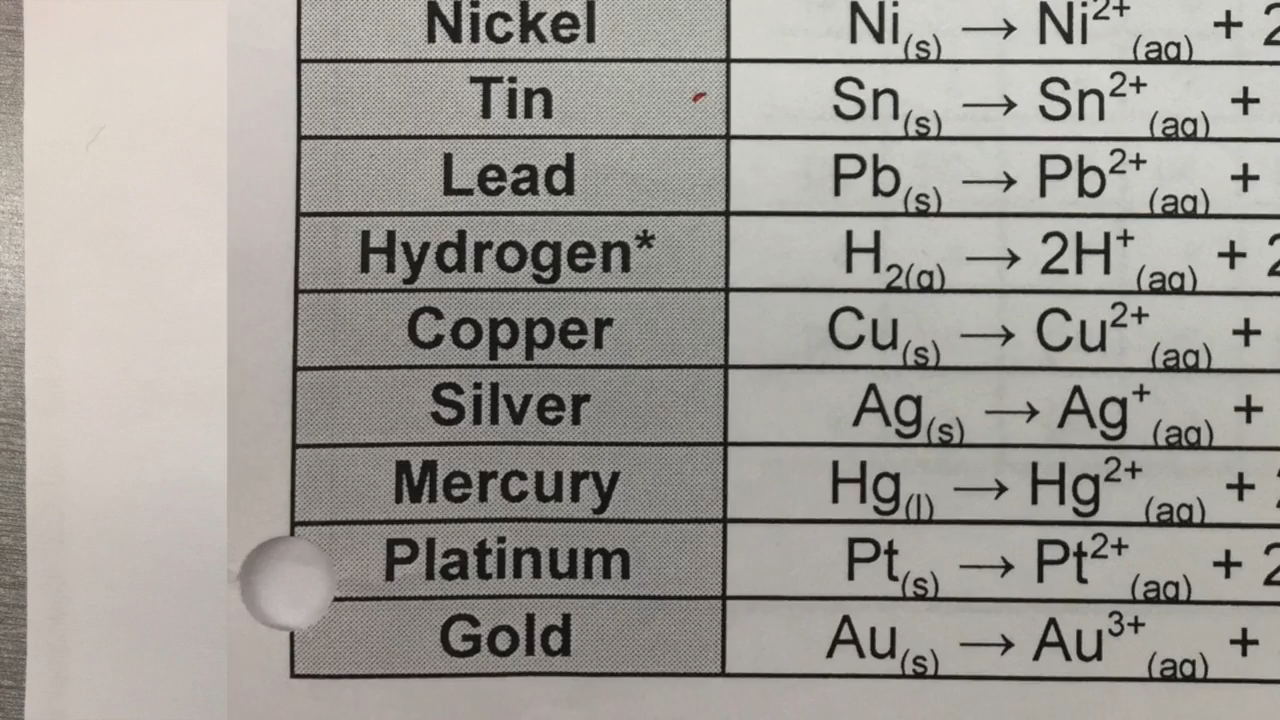 Nickel Ni(s) → Ni²⁺(aq) + 2
Tin Sn(s) → Sn²⁺(aq) +
Lead Pb(s) → Pb²⁺(aq) +
Hydrogen* H₂(g) → 2H⁺(aq) + 2
Copper Cu(s) → Cu²⁺(aq) +
Silver Ag(s) → Ag⁺(aq) +
Mercury Hg(l) → Hg²⁺(aq) +
Platinum Pt(s) → Pt²⁺(aq) + 2
Gold Au(s) → Au³⁺(aq) +